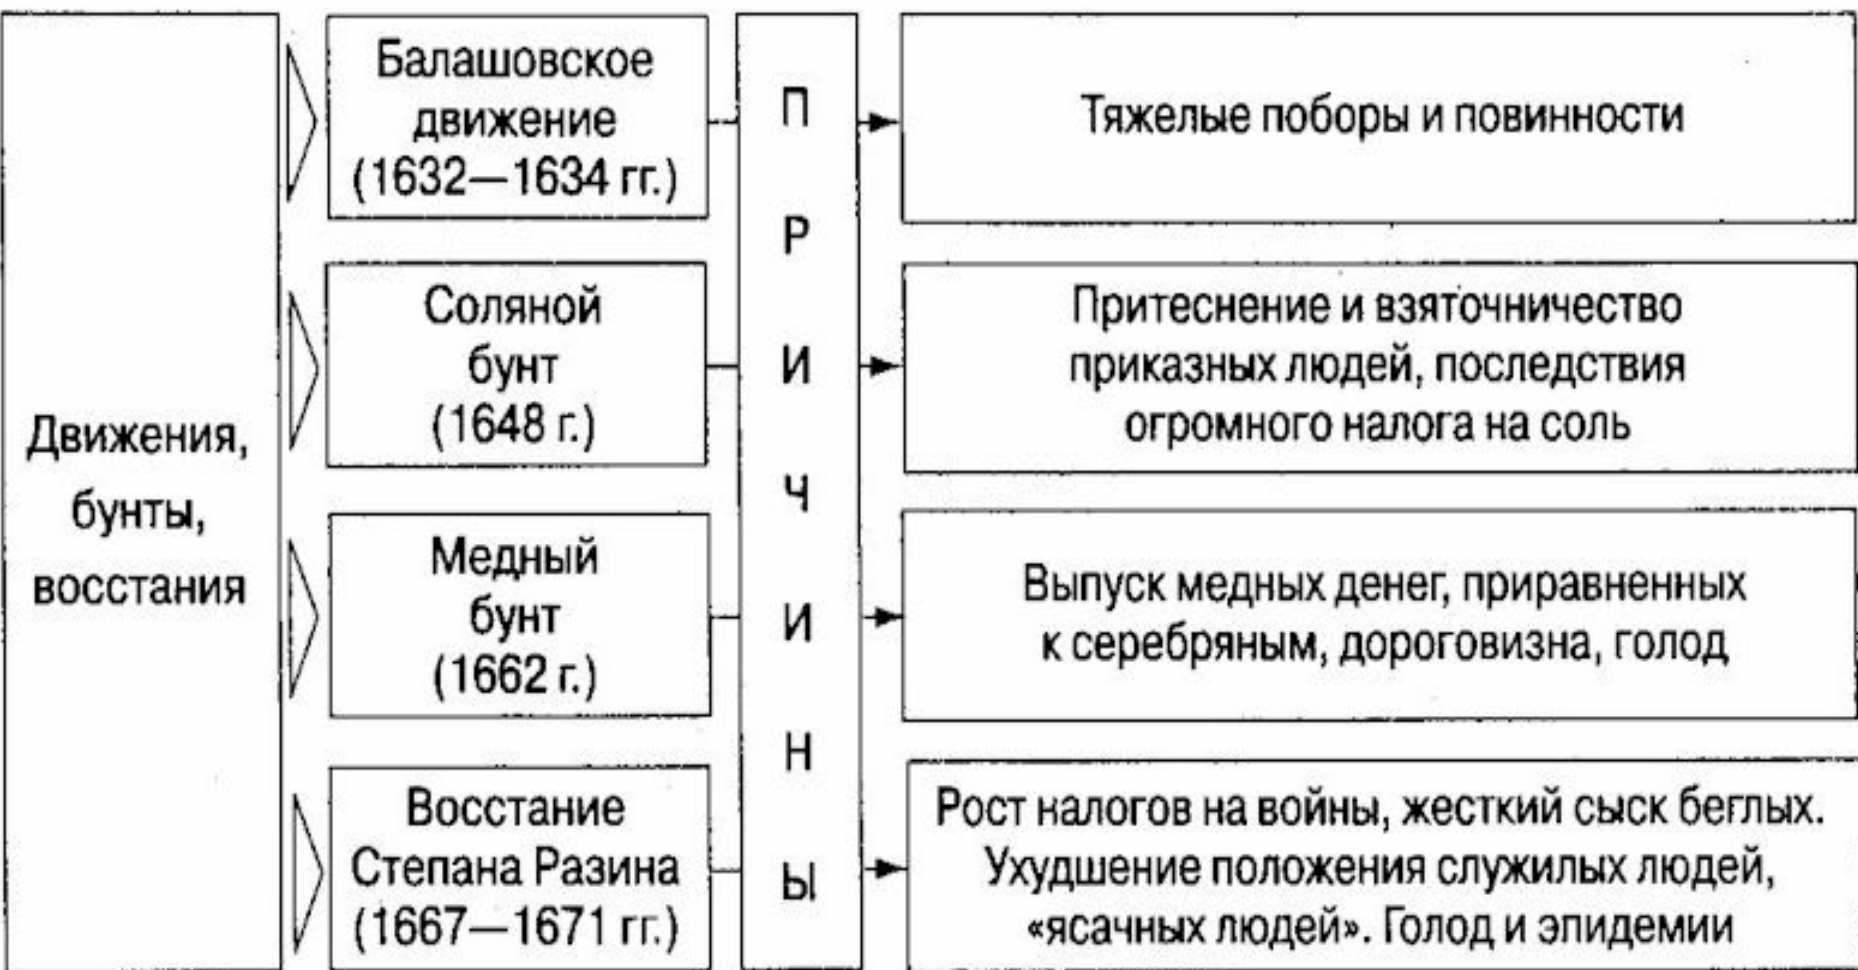 Движения,
бунты,
восстания
Балашовское
движение
(1632—1634 гг.)
Соляной
бунт
(1648 г.)
Медный
бунт
(1662 г.)
Восстание
Степана Разина
(1667—1671 гг.)
П
Р
И
Ч
И
Н
Ы
Тяжелые поборы и повинности
Притеснение и взяточничество
приказных людей, последствия
огромного налога на соль
Выпуск медных денег, приравненных
к серебряным, дороговизна, голод
Рост налогов на войны, жесткий сыск беглых.
Ухудшение положения служилых людей,
«ясачных людей». Голод и эпидемии